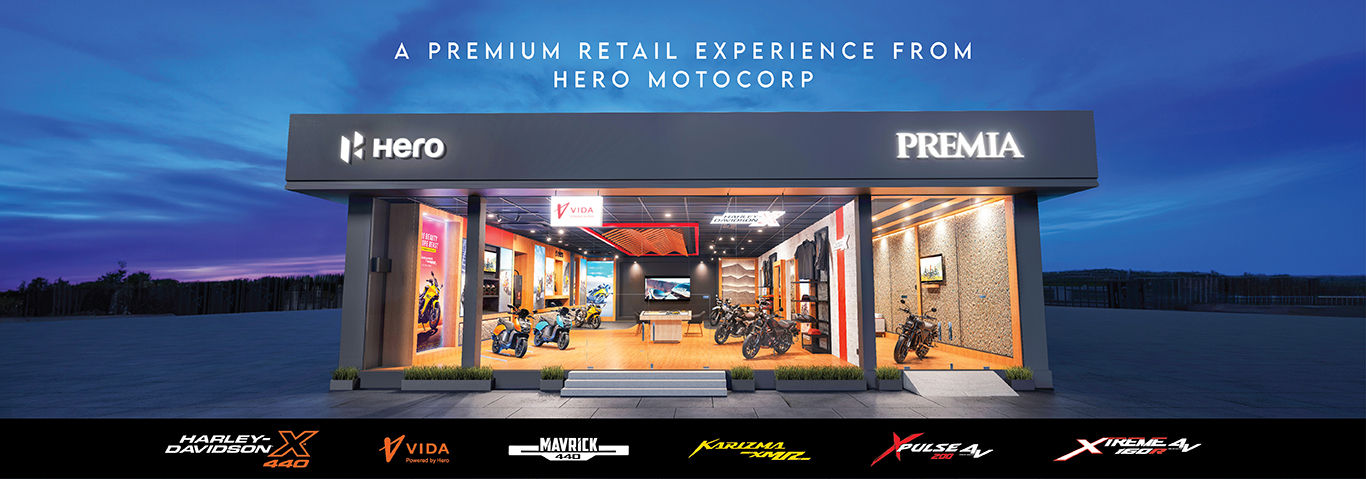 A PREMIUM RETAIL EXPERIENCE FROM
HERO MOTOCORP
Hero
PREMIA
VIDA
HARLEY-
DAVIDSON X
HARLEY-
DAVIDSON X
440
VIDA
Powered by Hero
MAVRICK
440
KARIZMA
XMR
XPULSE 4V
200
XTREME 4V
160R